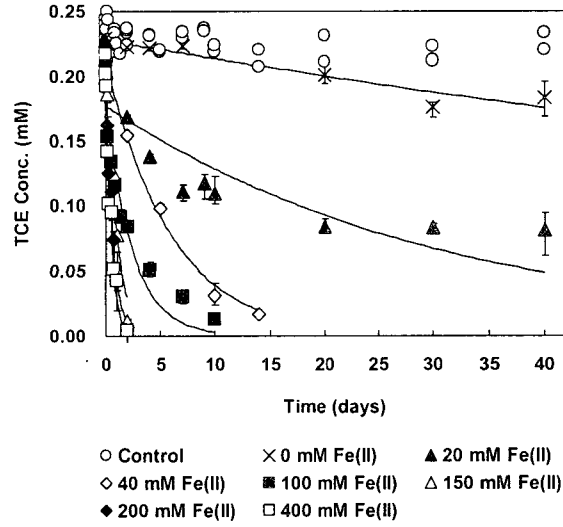 0.25
0.20
0.15
0.10
0.05
0.00
TCE Conc. (mM)
0 5 10 15 20 25 30 35 40
Time (days)
Control 0 mM Fe(II) 20 mM Fe(II)
40 mM Fe(II) 100 mM Fe(II) 150 mM Fe(II)
200 mM Fe(II) 400 mM Fe(II)